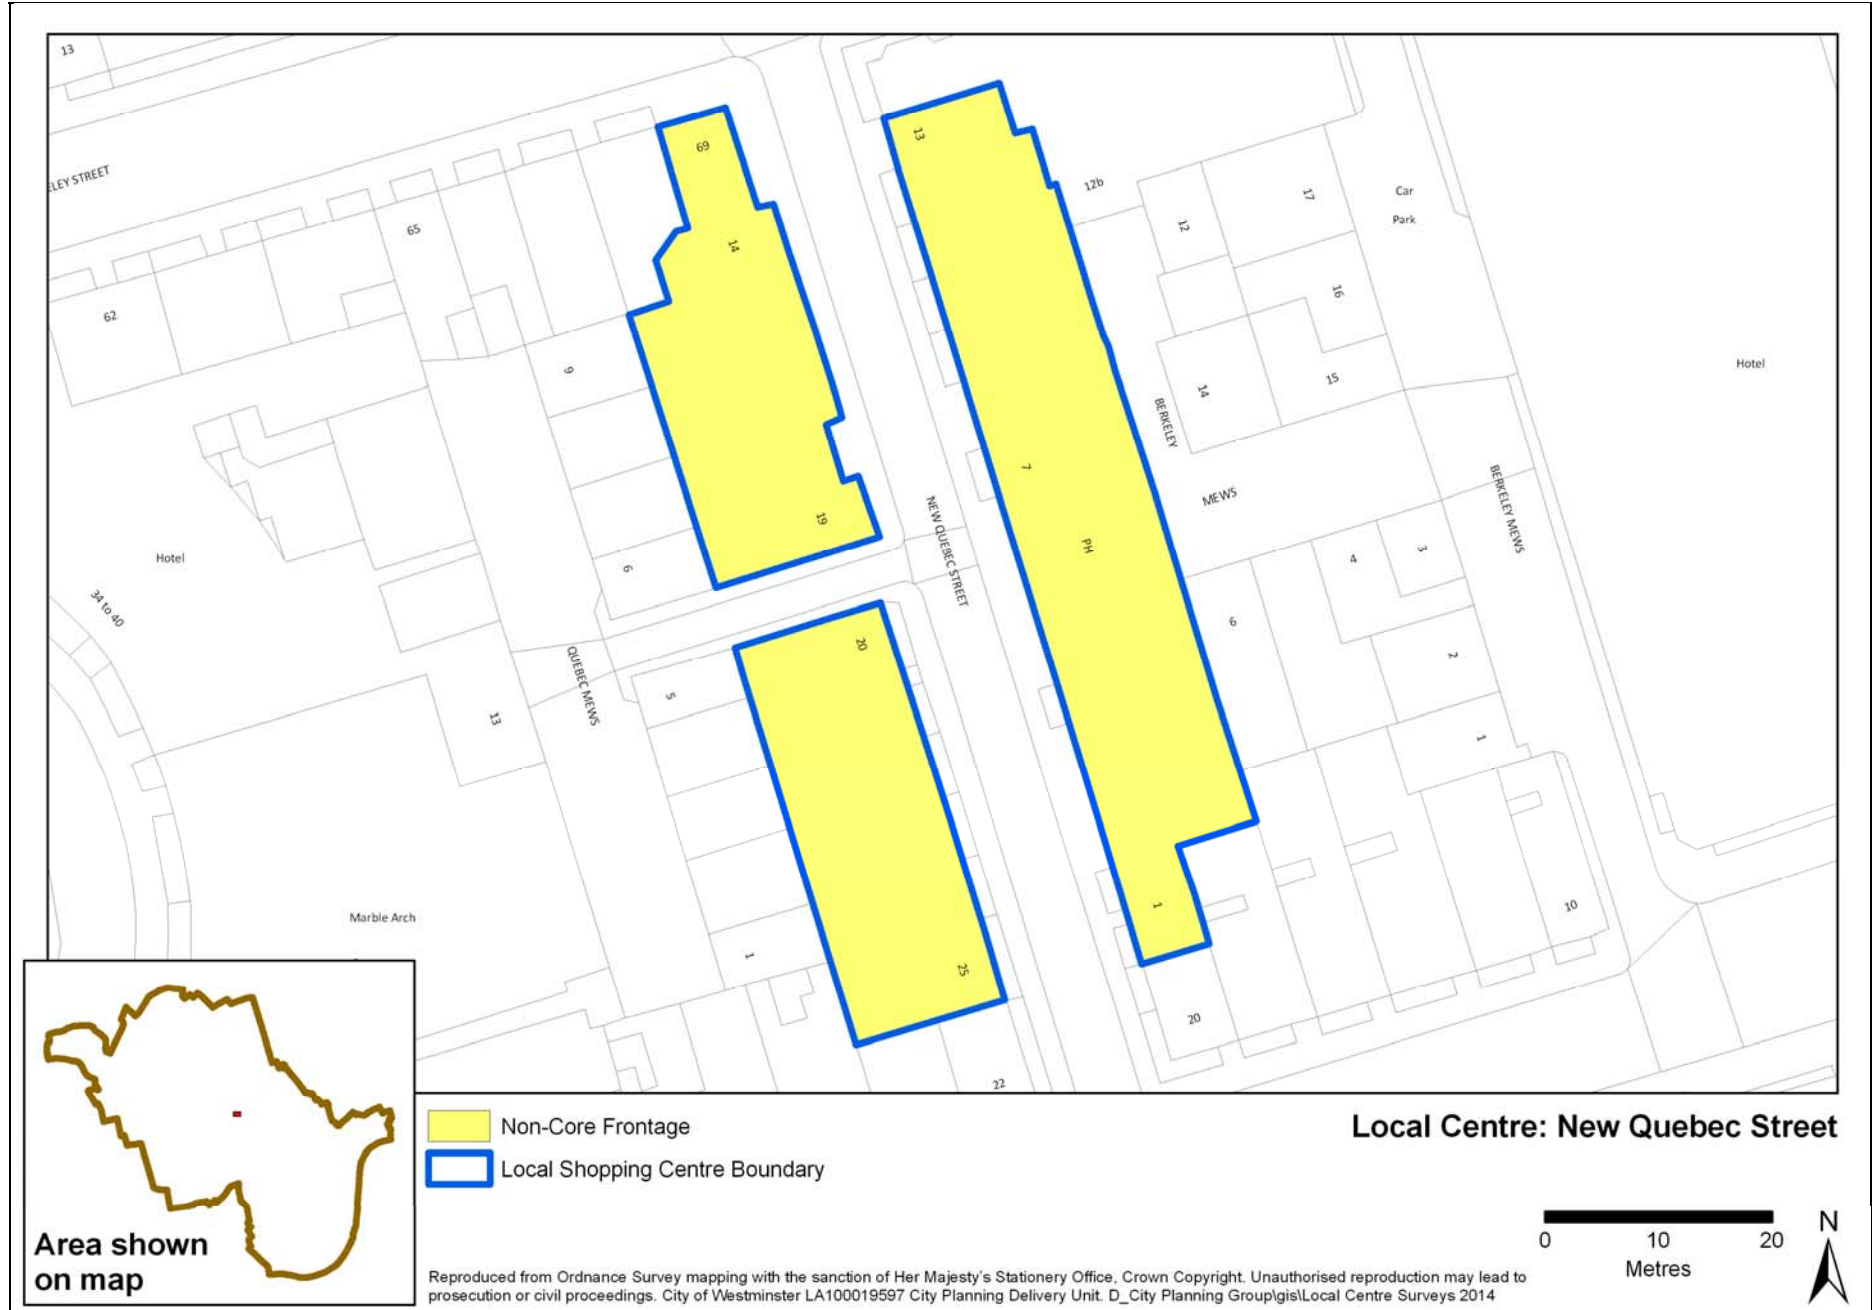 13
ELEY STREET
62
65
69
14
9
6
19
13
12b
12
17
Car
Park
16
15
14
Hotel
BERKELEY
MEWS
BERKELEY MEWS
7
PH
NEW QUEBEC STREET
Hotel
34 to 40
QUEBEC MEWS
13
5
20
6
4
3
2
1
Marble Arch
1
25
1
10
20
22
Non-Core Frontage
Local Shopping Centre Boundary
Local Centre: New Quebec Street
Area shown
on map
0 10 20
Metres
N
Reproduced from Ordnance Survey mapping with the sanction of Her Majesty's Stationery Office, Crown Copyright. Unauthorised reproduction may lead to
prosecution or civil proceedings. City of Westminster LA100019597 City Planning Delivery Unit. D_City Planning Group\gis\Local Centre Surveys 2014